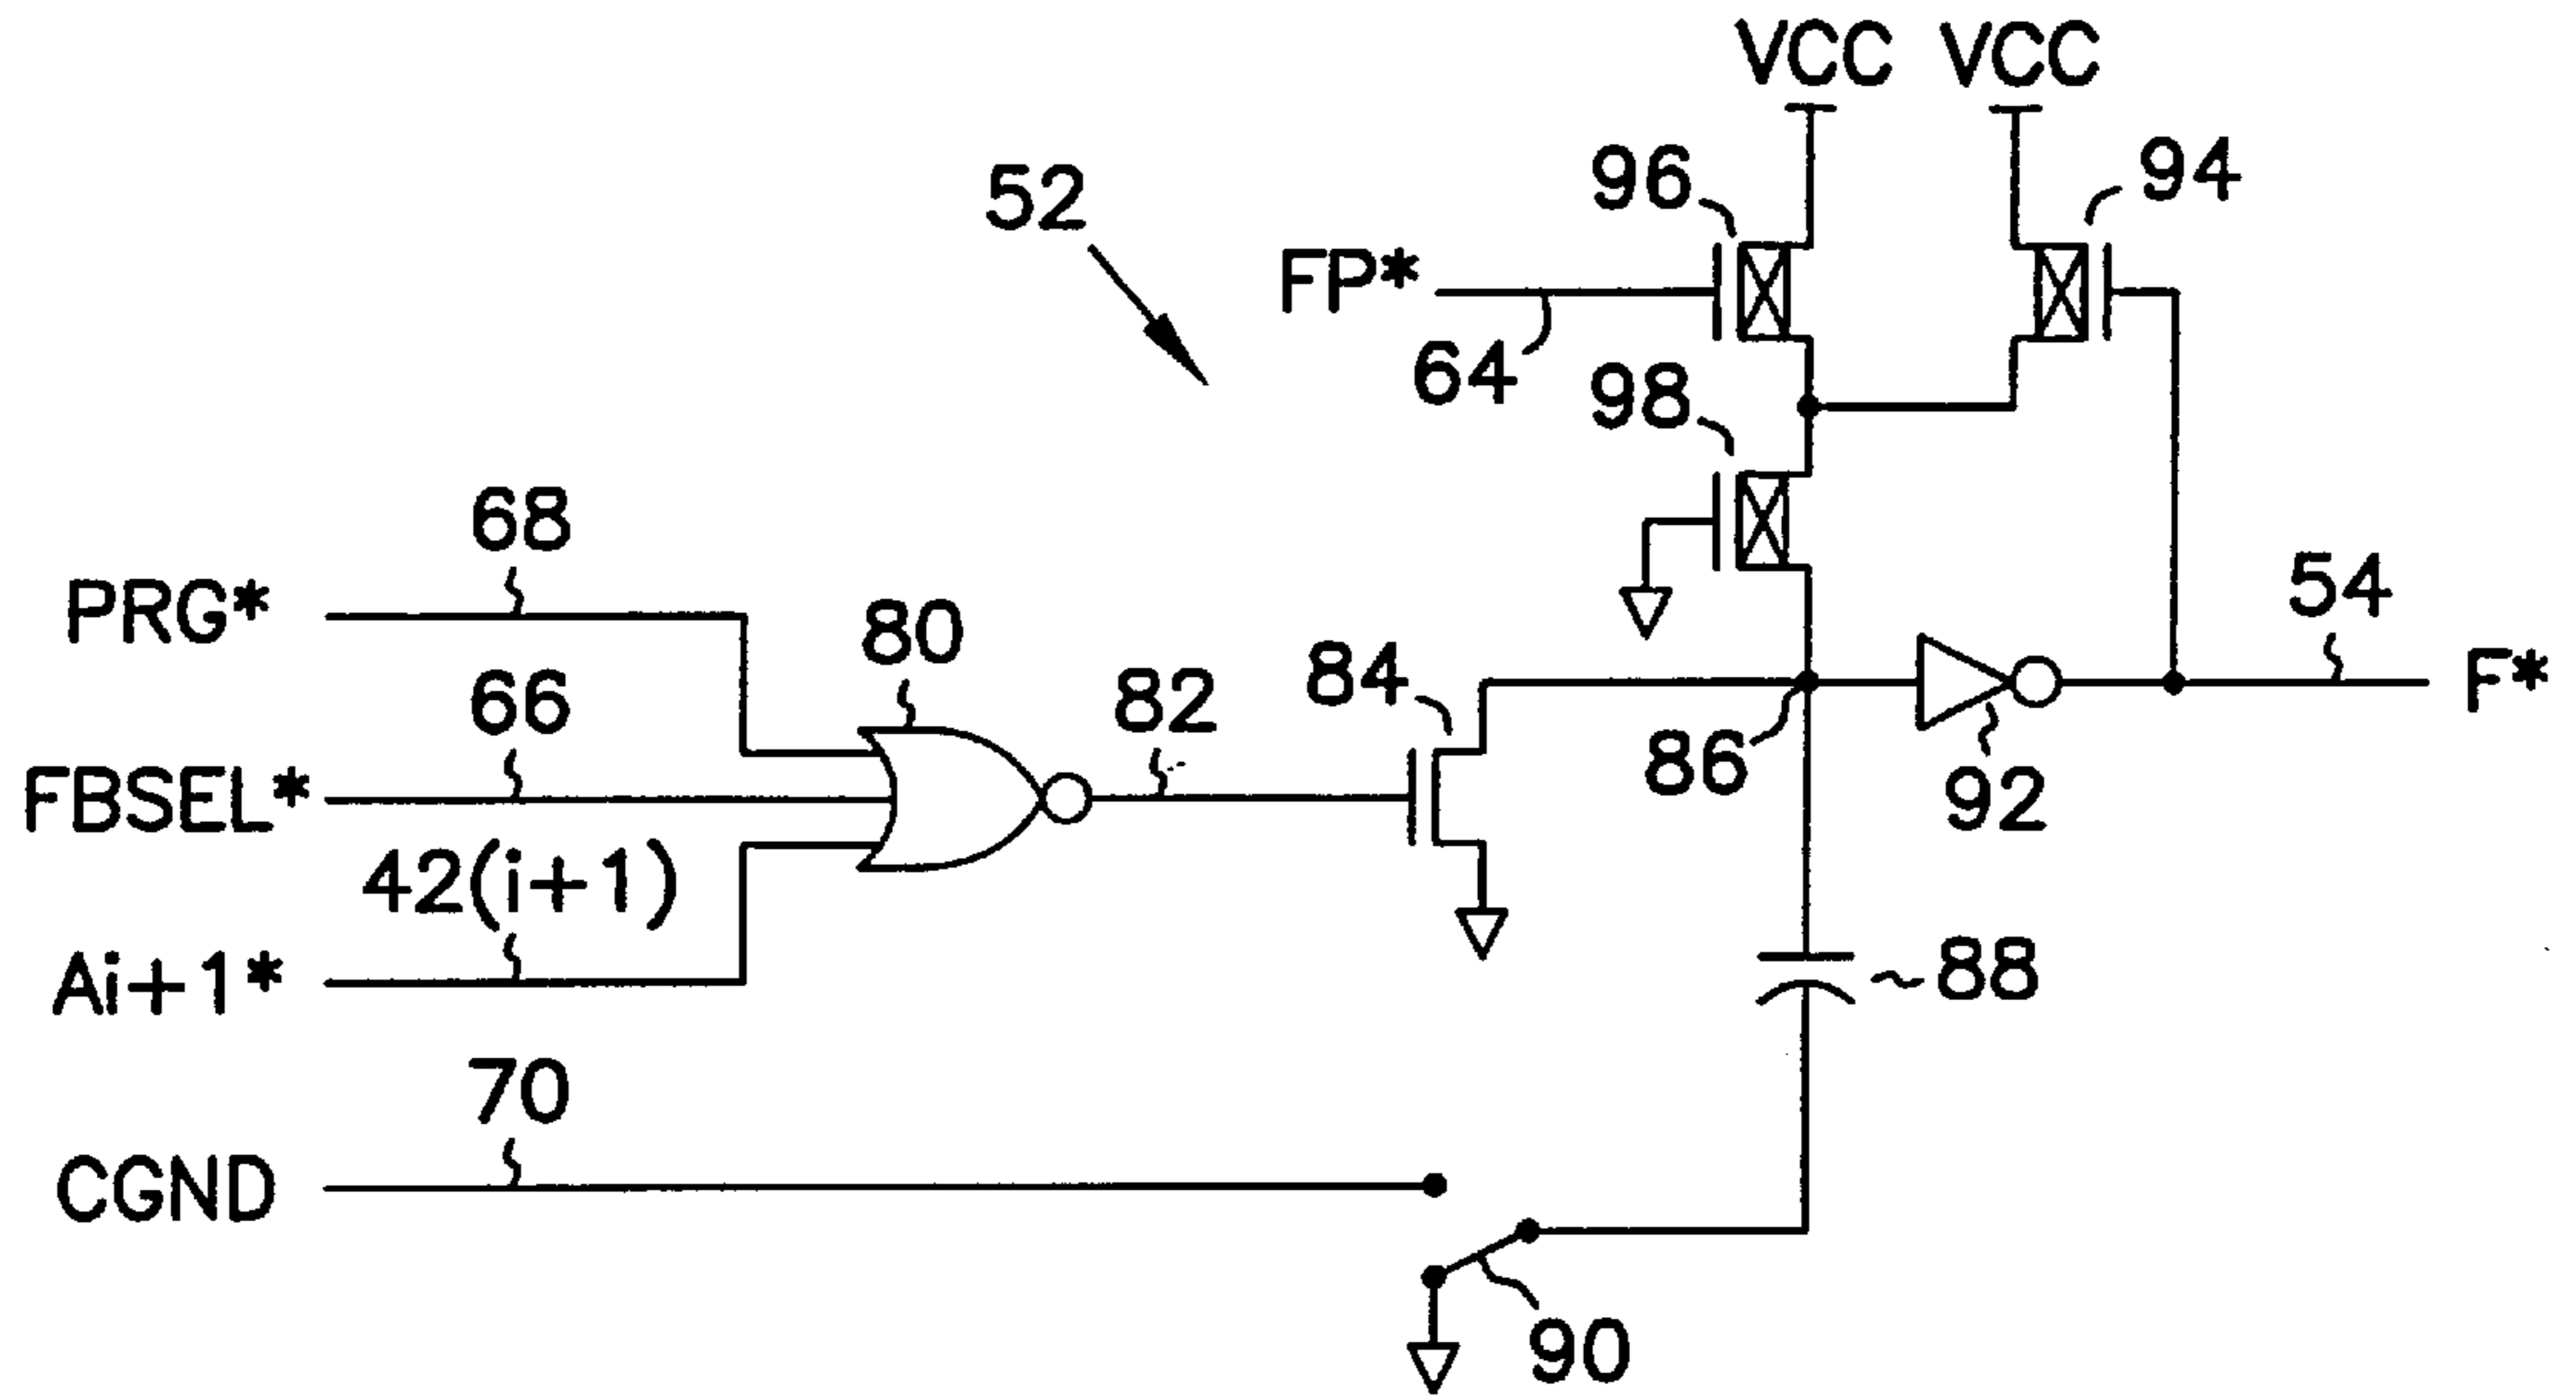 VCC VCC
52
96
94
FP*
64
98
68
PRG*
80
84
54
66
82
F*
FBSEL*
86
92
42(i+1)
Ai+1*
88
70
CGND
90